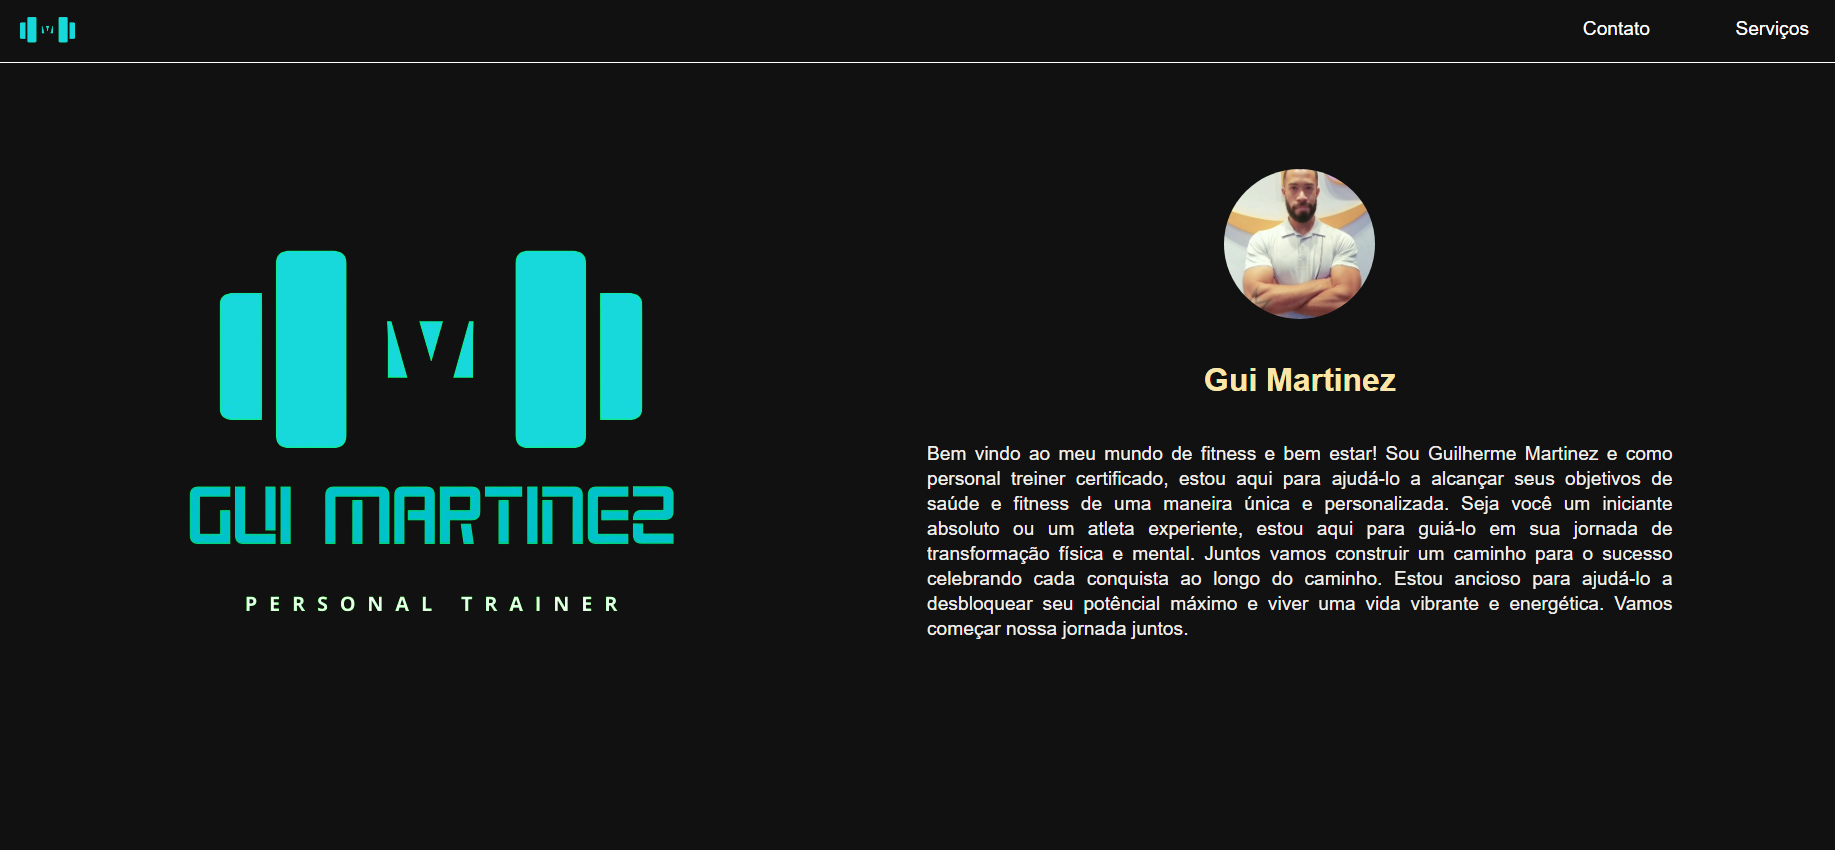 Contato Serviços
GUI MARTINEZ
PERSONAL TRAINER
Gui Martinez
Bem vindo ao meu mundo de fitness e bem estar! Sou Guilherme Martinez e como
personal treiner certificado, estou aqui para ajudá-lo a alcançar seus objetivos de
saúde e fitness de uma maneira única e personalizada. Seja você um iniciante
absoluto ou um atleta experiente, estou aqui para guiá-lo em sua jornada de
transformação física e mental. Juntos vamos construir um caminho para o sucesso
celebrando cada conquista ao longo do caminho. Estou ancioso para ajudá-lo a
desbloquear seu potêncial máximo e viver uma vida vibrante e energética. Vamos
começar nossa jornada juntos.